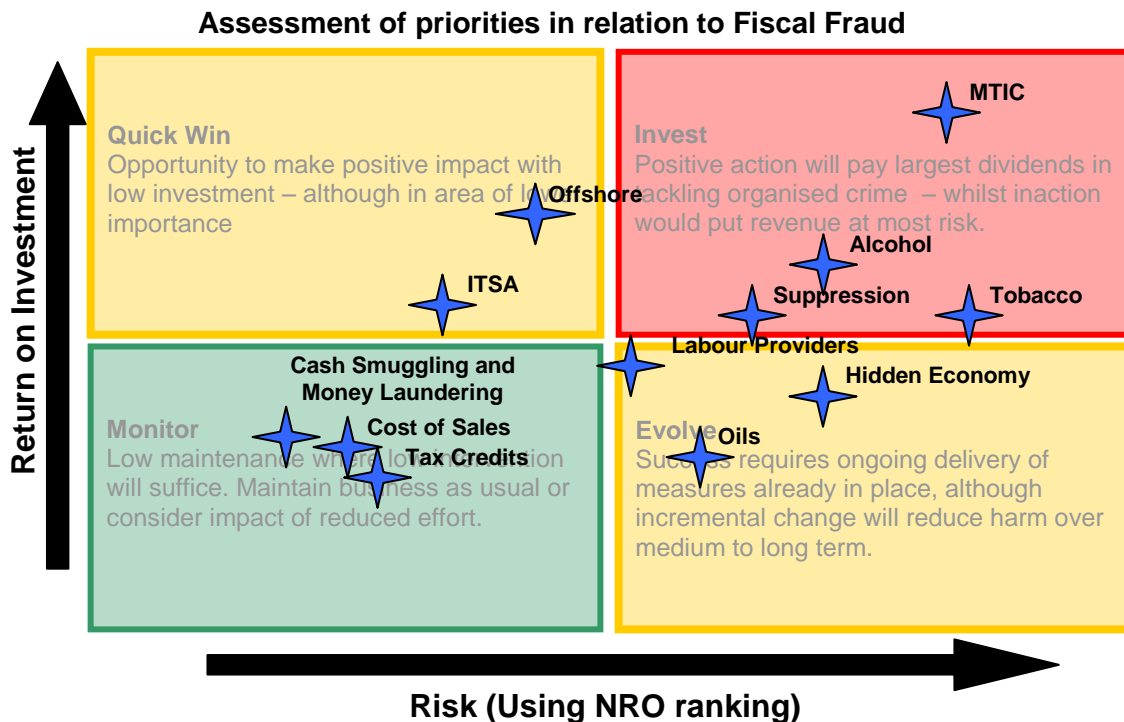 Assessment of priorities in relation to Fiscal Fraud
Return on Investment
Quick Win
Opportunity to make positive impact with
low investment – although in area of lower
importance
Offshore
ITSA
Invest
Positive action will pay largest dividends in
tackling organised crime – whilst inaction
would put revenue at most risk.
MTIC
Alcohol
Suppression
Tobacco
Labour Providers
Monitor
Low maintenance where low intervention
will suffice. Maintain business as usual or
consider impact of reduced effort.
Cash Smuggling and
Money Laundering
Cost of Sales
Tax Credits
Evolve
Success requires ongoing delivery of
measures already in place, although
incremental change will reduce harm over
medium to long term.
Hidden Economy
Oils
Risk (Using NRO ranking)